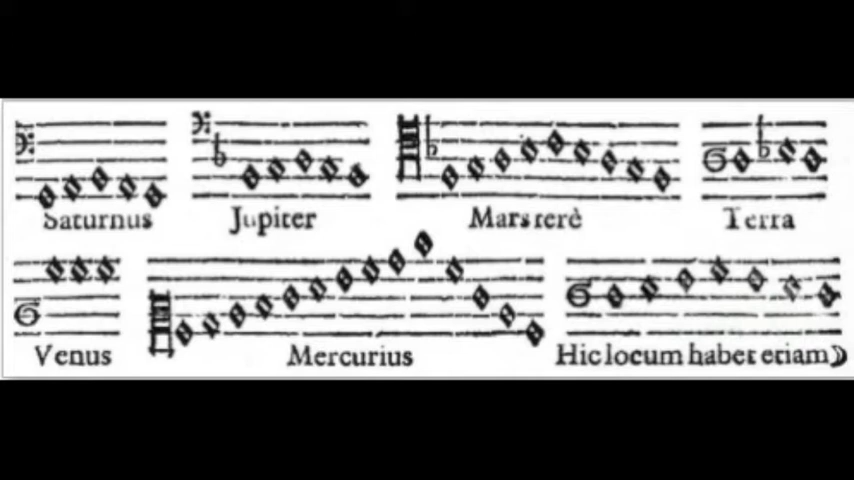 Saturnus Jupiter Mars ferè Terra
Venus Mercurius Hic locum habet etiam ☽